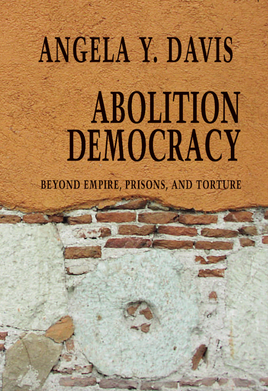 ANGELA Y. DAVIS
ABOLITION
DEMOCRACY
BEYOND EMPIRE, PRISONS, AND TORTURE